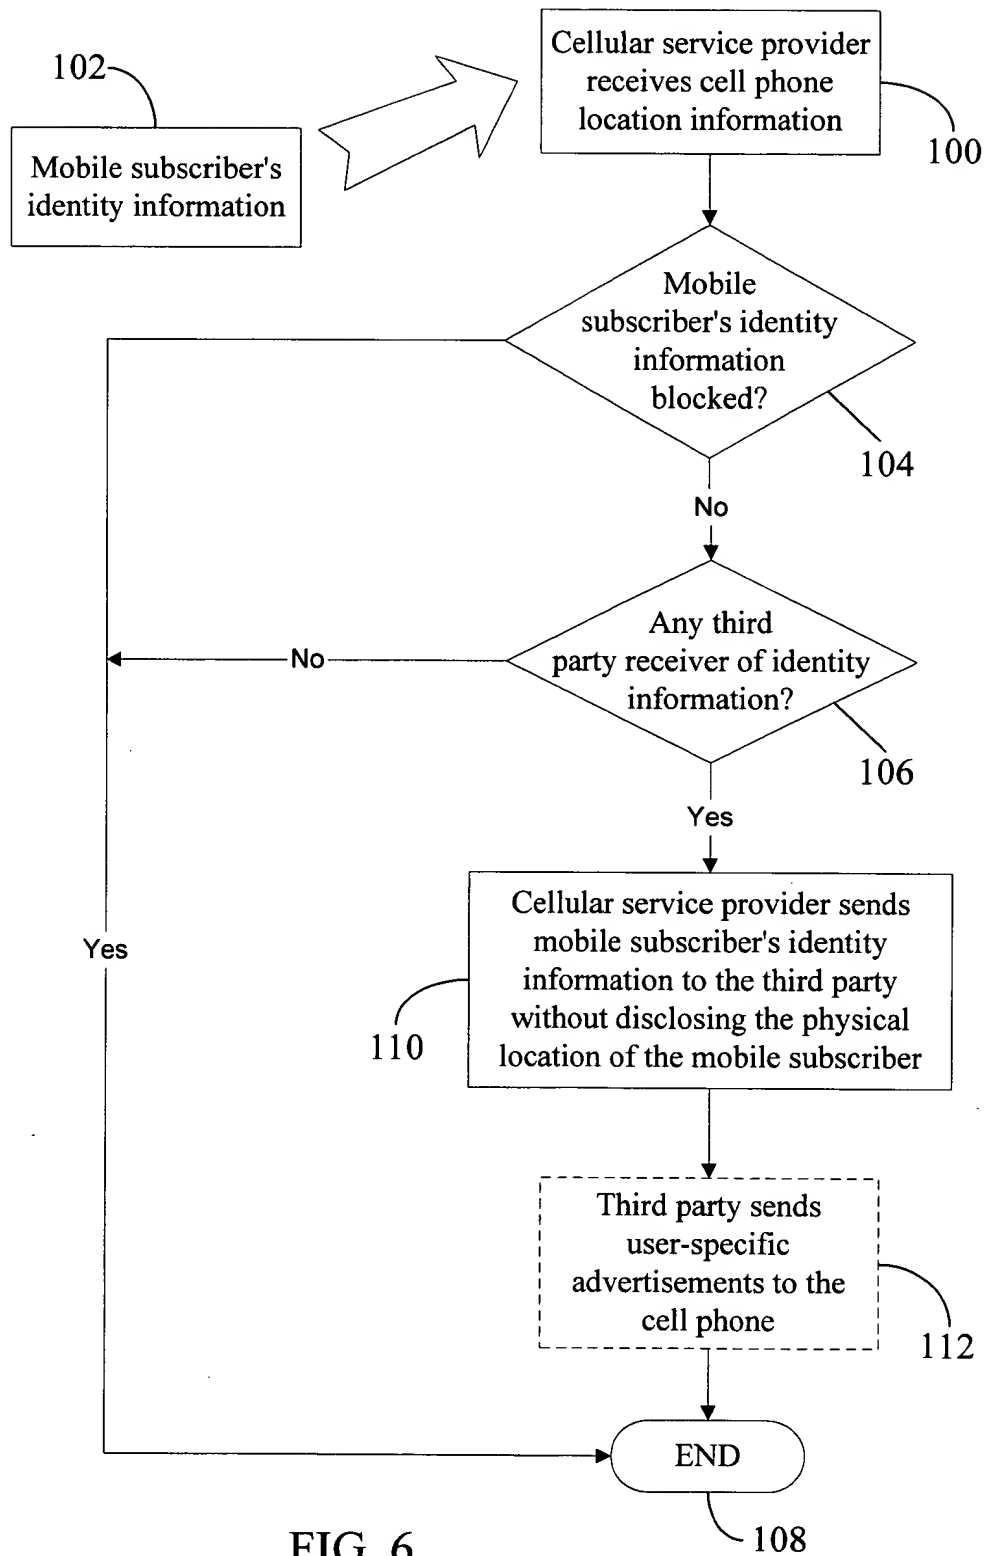 102
Mobile subscriber's
identity information
Cellular service provider
receives cell phone
location information
100
Mobile
subscriber's identity
information
blocked?
104
No
Any third
party receiver of identity
information?
106
No
Yes
Cellular service provider sends
mobile subscriber's identity
information to the third party
without disclosing the physical
location of the mobile subscriber
110
Yes
Third party sends
user-specific
advertisements to the
cell phone
112
END
108
FIG. 6